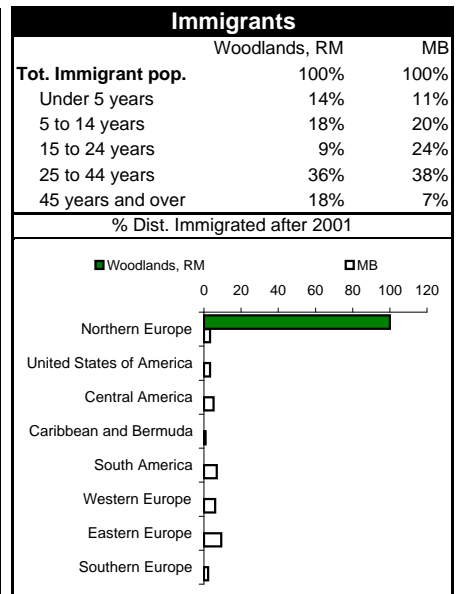 Immigrants
Woodlands, RM MB
Tot. Immigrant pop. 100% 100%
Under 5 years 14% 11%
5 to 14 years 18% 20%
15 to 24 years 9% 24%
25 to 44 years 36% 38%
45 years and over 18% 7%
% Dist. Immigrated after 2001
Woodlands, RM MB
0 20 40 60 80 100 120
Northern Europe
United States of America
Central America
Caribbean and Bermuda
South America
Western Europe
Eastern Europe
Southern Europe